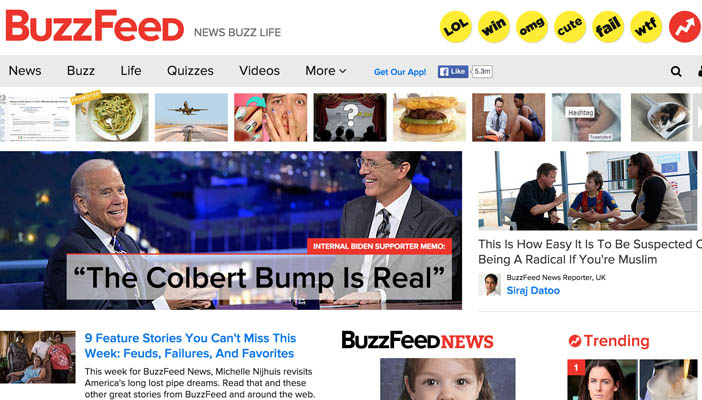 BUZZFEED
NEWS BUZZ LIFE
LOL
win
omg
cute
fail
wtf
News
Buzz
Life
Quizzes
Videos
More
Get Our App!
Like
5.3m
PROMOTED
?
Hashtag
INTERNAL BIDEN SUPPORTER MEMO:
“The Colbert Bump Is Real”
This Is How Easy It Is To Be Suspected O
Being A Radical If You're Muslim
BuzzFeed News Reporter, UK
Siraj Datoo
9 Feature Stories You Can't Miss This
Week: Feuds, Failures, And Favorites
This week for BuzzFeed News, Michelle Nijhuis revisits
America's long lost pipe dreams. Read that and these
other great stories from BuzzFeed and around the web.
BUZZFEED NEWS
Trending
1
2